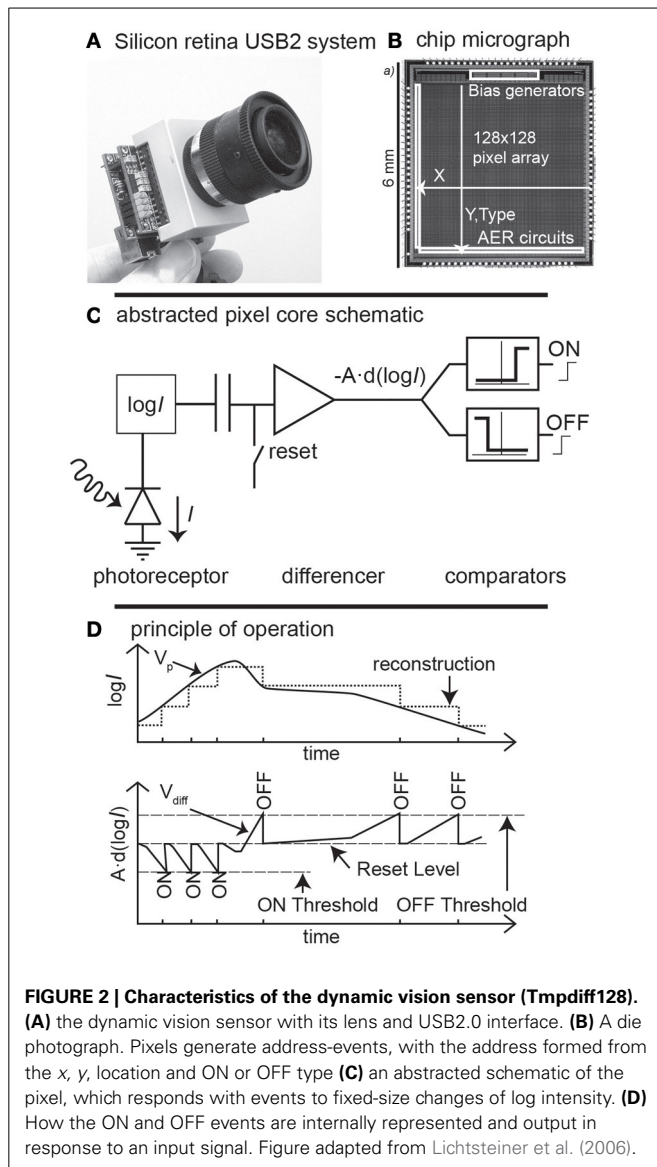 A Silicon retina USB2 system
B chip micrograph
a)
Bias generators
128x128
pixel array
6 mm
X
Y,Type
AER circuits
C abstracted pixel core schematic
logI
-A·d(logI)
ON
OFF
reset
I
photoreceptor differencer comparators
D principle of operation
Vp
reconstruction
logI
time
Vdiff
OFF
OFF
OFF
A·d(logI)
ON
ON
ON
Reset Level
ON Threshold
OFF Threshold
time
FIGURE 2 | Characteristics of the dynamic vision sensor (Tmpdiff128).
(A) the dynamic vision sensor with its lens and USB2.0 interface. (B) A die
photograph. Pixels generate address-events, with the address formed from
the x, y, location and ON or OFF type (C) an abstracted schematic of the
pixel, which responds with events to fixed-size changes of log intensity. (D)
How the ON and OFF events are internally represented and output in
response to an input signal. Figure adapted from Lichtsteiner et al. (2006).